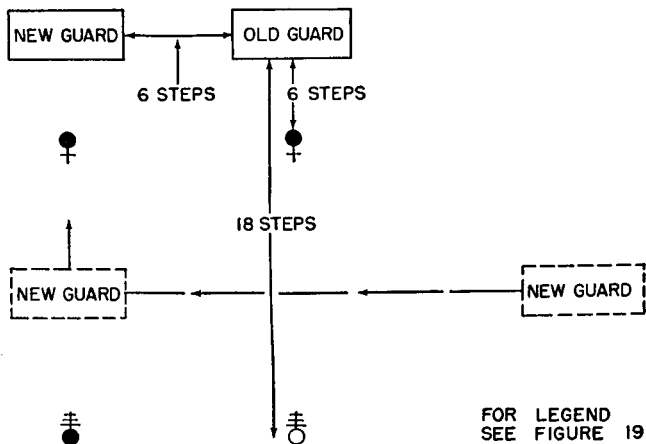 NEW GUARD
OLD GUARD
6 STEPS
6 STEPS
18 STEPS
NEW GUARD
NEW GUARD
FOR LEGEND
SEE FIGURE 19